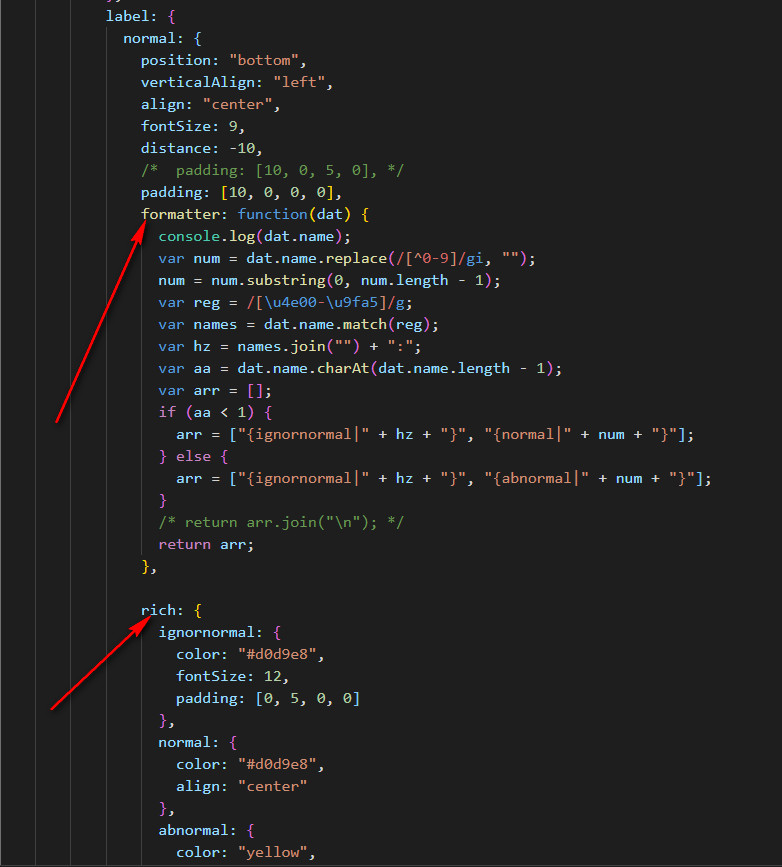 label: {
normal: {
position: "bottom",
verticalAlign: "left",
align: "center",
fontSize: 9,
distance: -10,
/*  padding: [10, 0, 5, 0], */
padding: [10, 0, 0, 0],
formatter: function(dat) {
console.log(dat.name);
var num = dat.name.replace(/[^0-9]/gi, "");
num = num.substring(0, num.length - 1);
var reg = /[\u4e00-\u9fa5]/g;
var names = dat.name.match(reg);
var hz = names.join("") + ":";
var aa = dat.name.charAt(dat.name.length - 1);
var arr = [];
if (aa < 1) {
arr = ["{ignornormal|" + hz + "}", "{normal|" + num + "}"];
} else {
arr = ["{ignornormal|" + hz + "}", "{abnormal|" + num + "}"];
}
/* return arr.join("\n"); */
return arr;
},
rich: {
ignornormal: {
color: "#d0d9e8",
fontSize: 12,
padding: [0, 5, 0, 0]
},
normal: {
color: "#d0d9e8",
align: "center"
},
abnormal: {
color: "yellow",